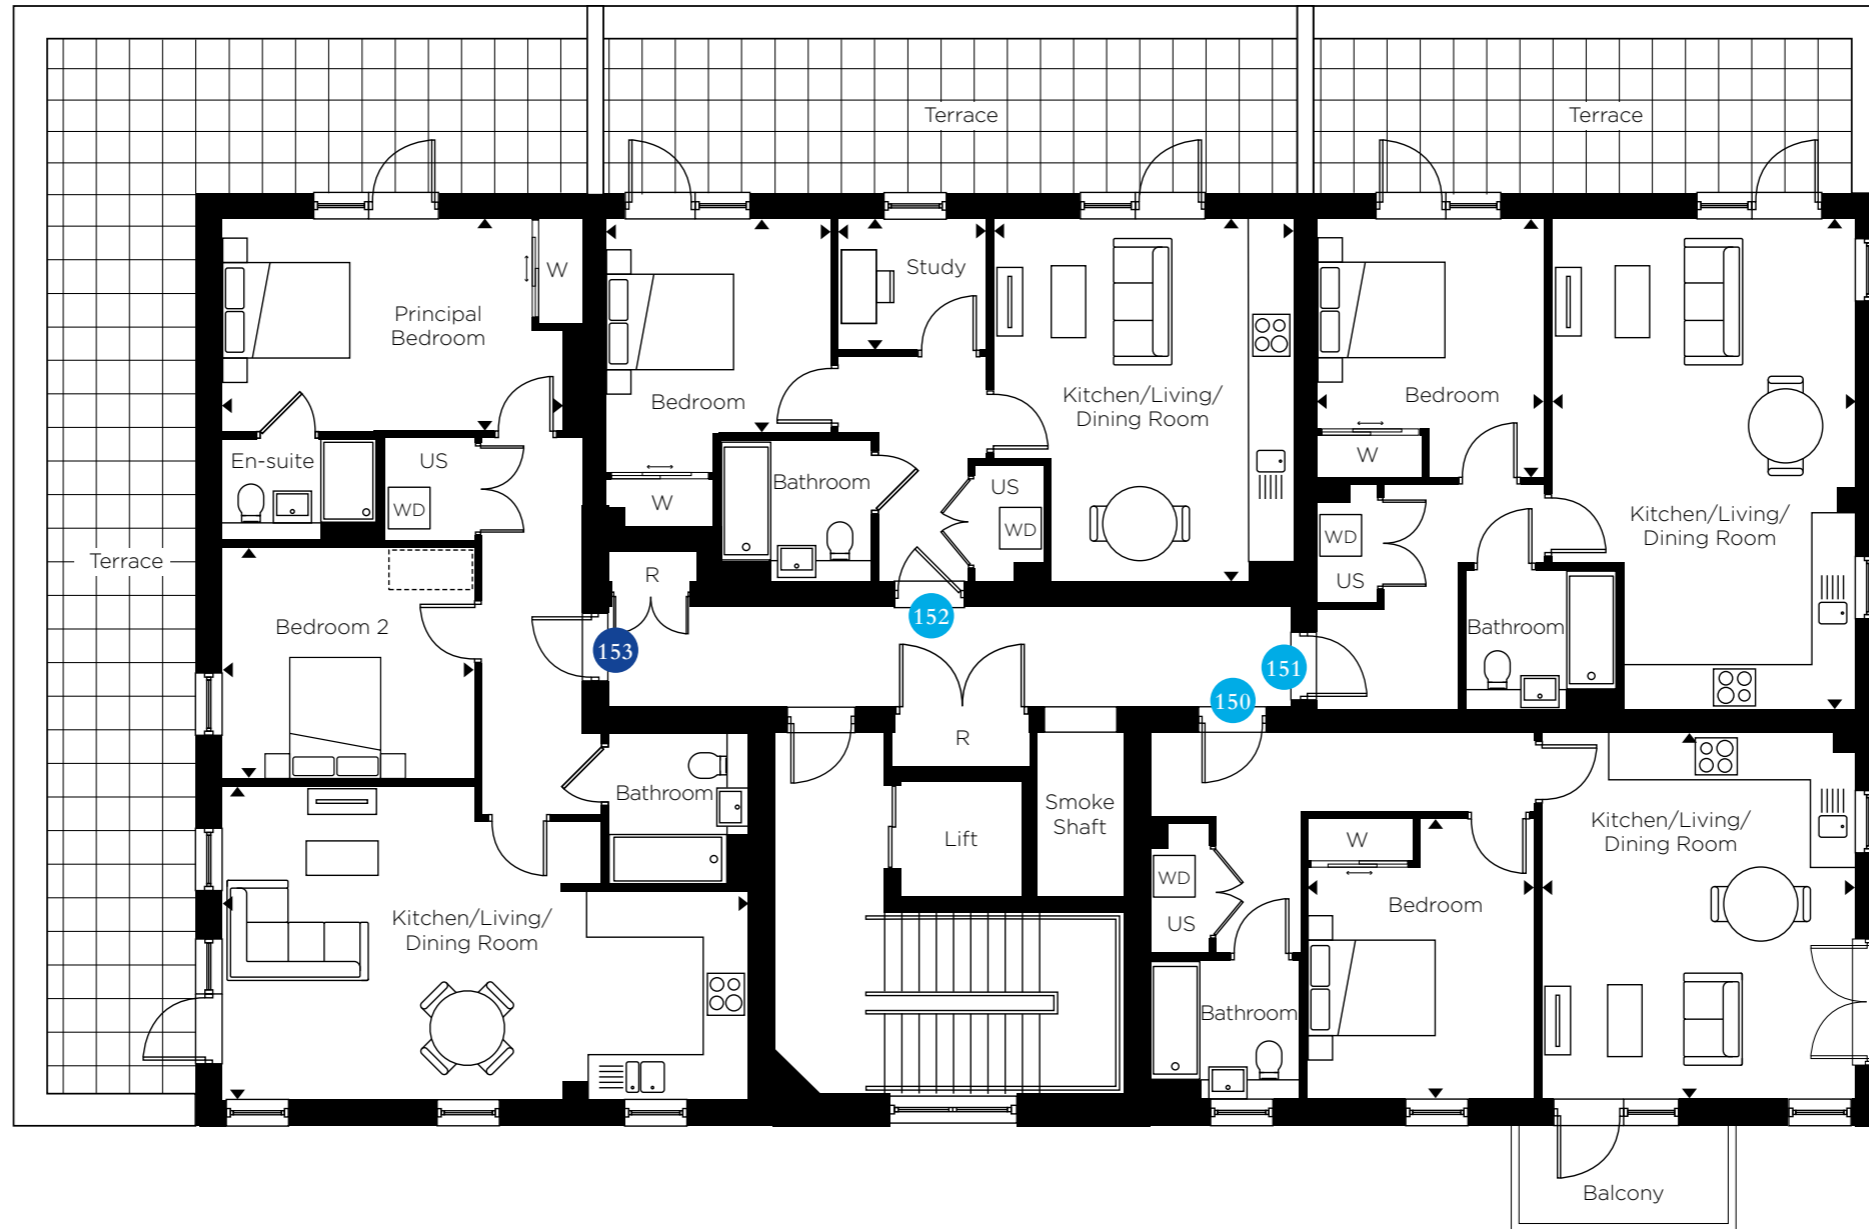 Terrace
Terrace
W
Principal
Bedroom
Study
Bedroom
Kitchen/Living/
Dining Room
Bedroom
W
En-suite
US
WD
W
Bathroom
US
WD
Kitchen/Living/
Dining Room
WD
US
Terrace
R
Bedroom 2
152
Bathroom
153
151
150
R
Bathroom
Smoke
Shaft
Lift
W
Kitchen/Living/
Dining Room
WD
US
Bedroom
Kitchen/Living/
Dining Room
Bathroom
Balcony